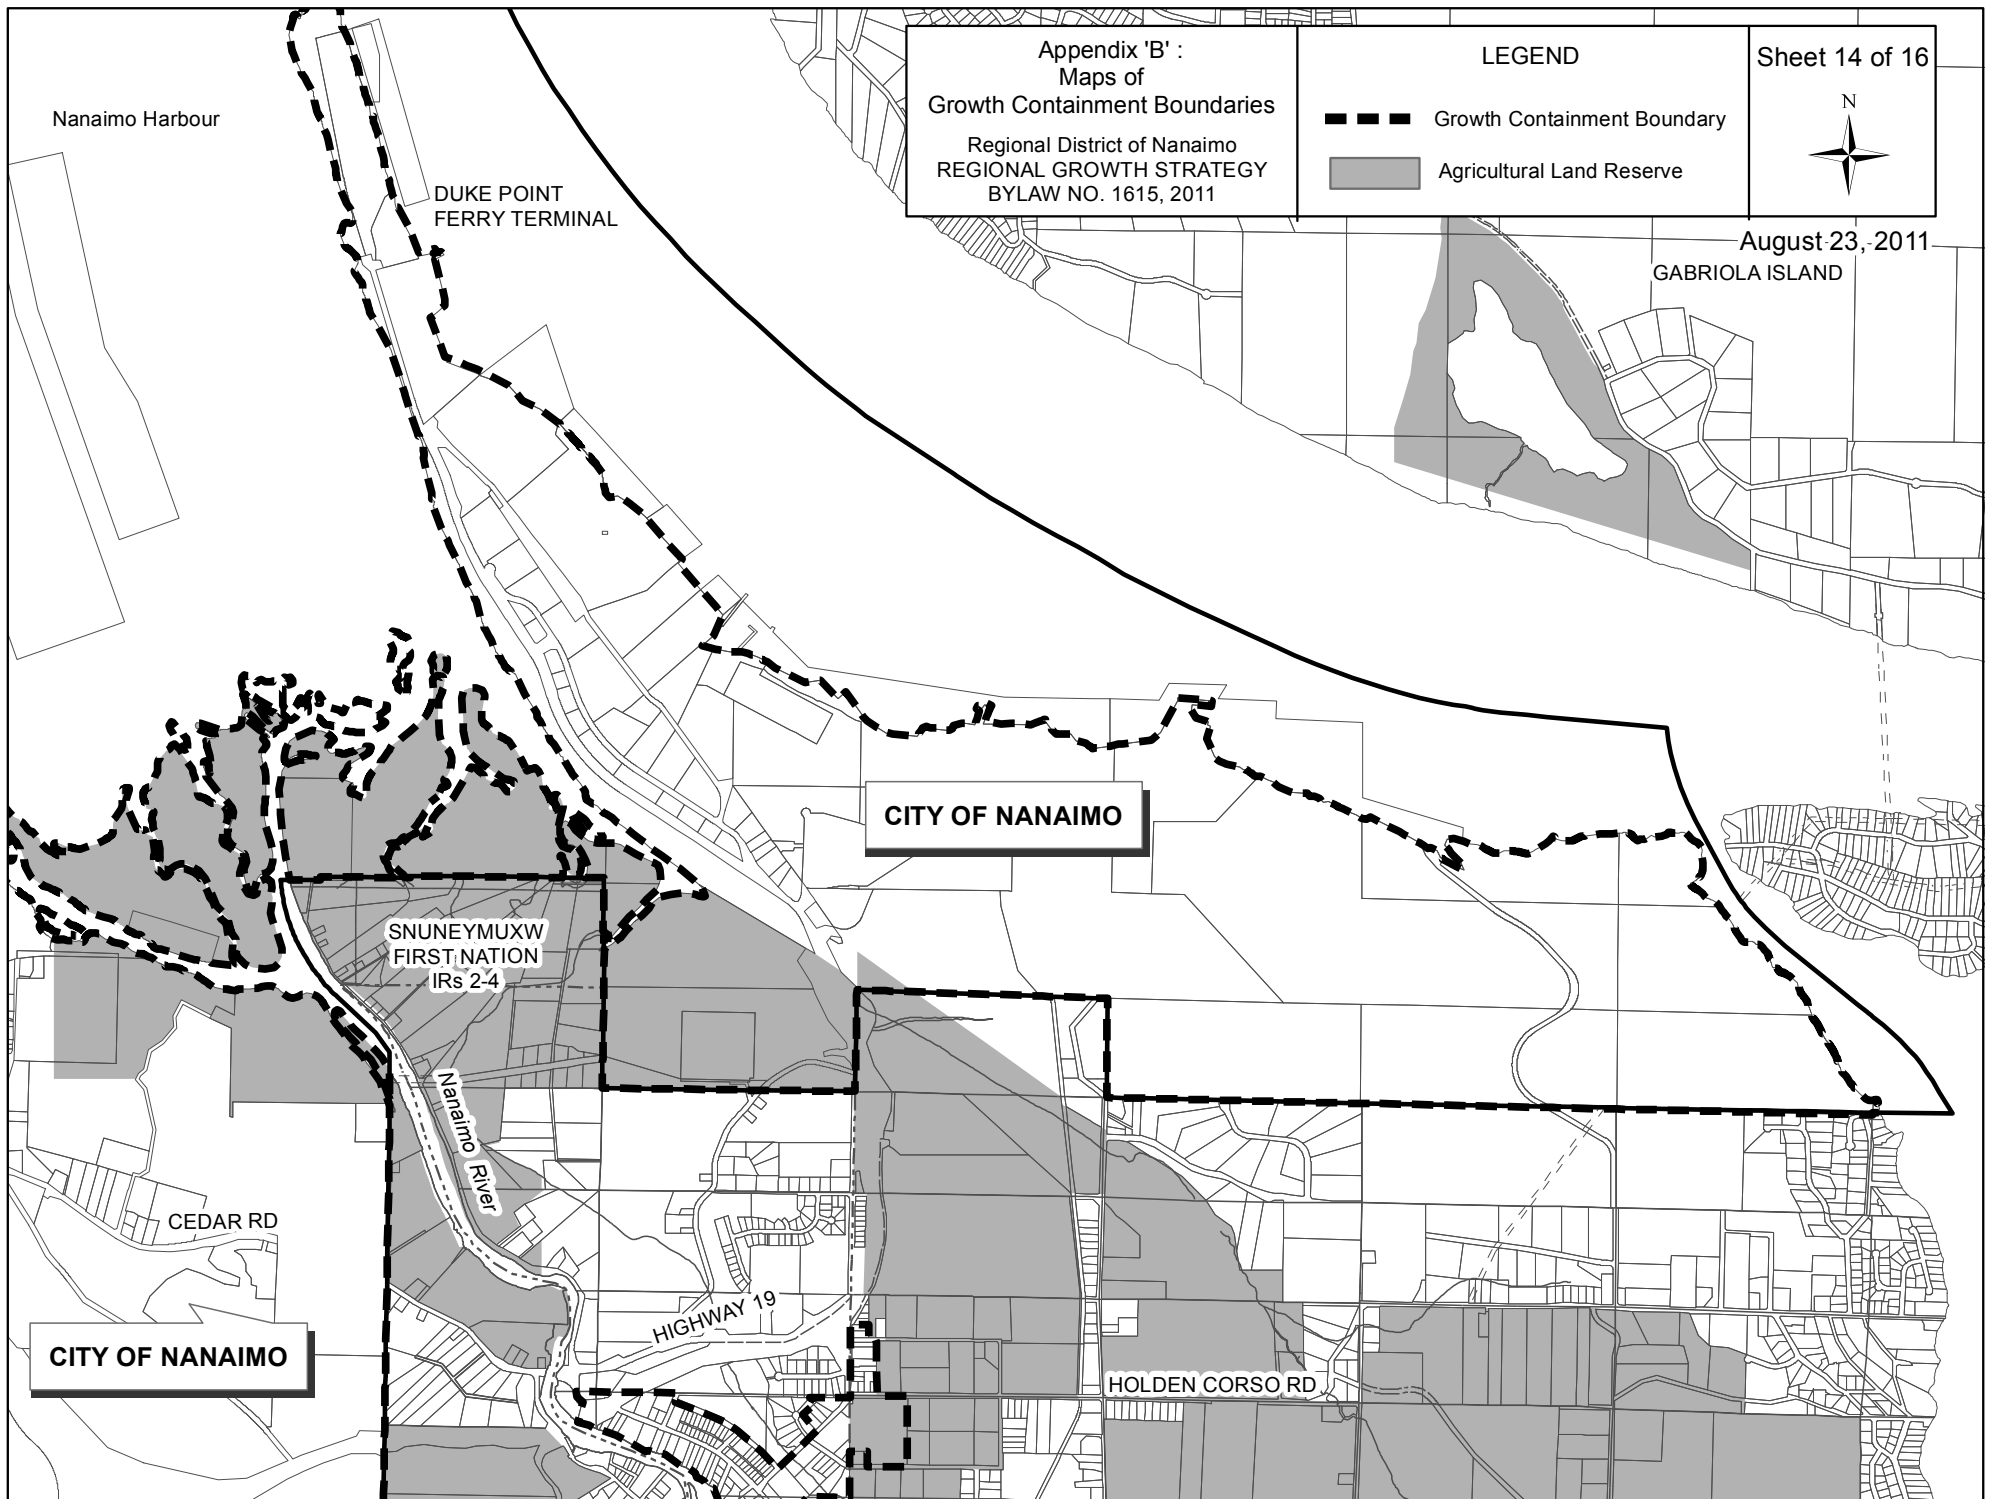 Appendix 'B' :
Maps of
Growth Containment Boundaries
Regional District of Nanaimo
REGIONAL GROWTH STRATEGY
BYLAW NO. 1615, 2011
LEGEND
Growth Containment Boundary
Agricultural Land Reserve
Sheet 14 of 16
N
August 23, 2011
Nanaimo Harbour
DUKE POINT
FERRY TERMINAL
GABRIOLA ISLAND
CITY OF NANAIMO
SNUNEYMUXW
FIRST NATION
IRs 2-4
Nanaimo River
CEDAR RD
HIGHWAY 19
CITY OF NANAIMO
HOLDEN CORSO RD